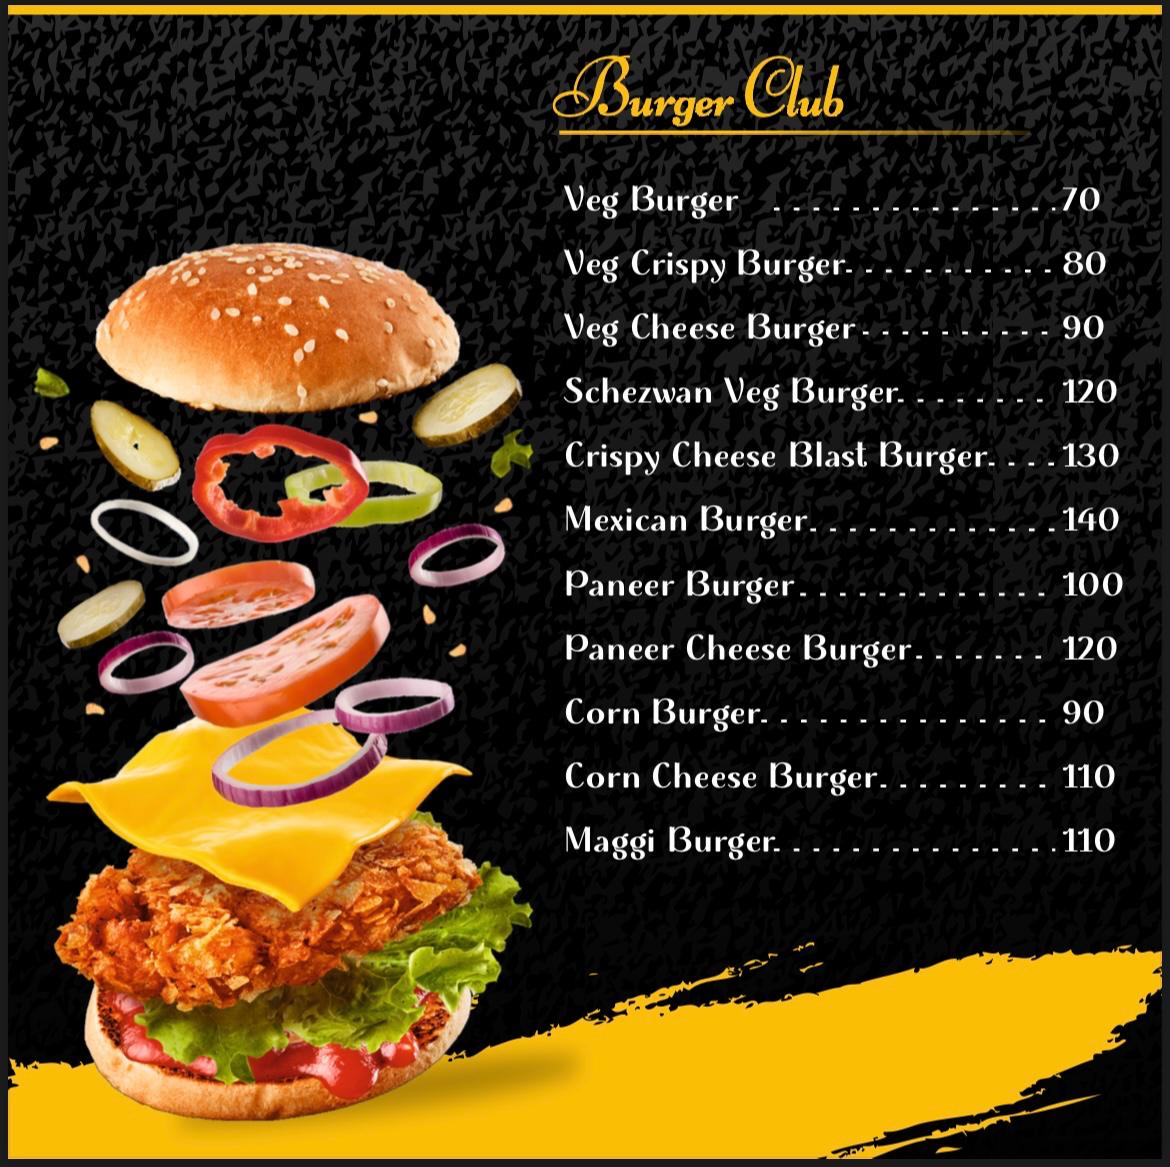 Burger Club
Veg Burger ...............70
Veg Crispy Burger........... 80
Veg Cheese Burger.......... 90
Schezwan Veg Burger........ 120
Crispy Cheese Blast Burger....130
Mexican Burger.............140
Paneer Burger............. 100
Paneer Cheese Burger....... 120
Corn Burger............... 90
Corn Cheese Burger......... 110
Maggi Burger...............110